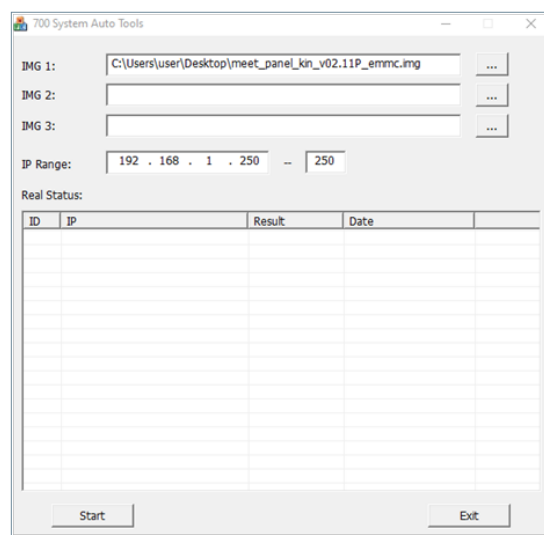 700 System Auto Tools
IMG 1: C:\Users\user\Desktop\meet_panel_kin_v02.11P_emmc.img ...
IMG 2: ...
IMG 3: ...
IP Range: 192 . 168 . 1 . 250 -- 250
Real Status:
ID IP Result Date
Start Exit